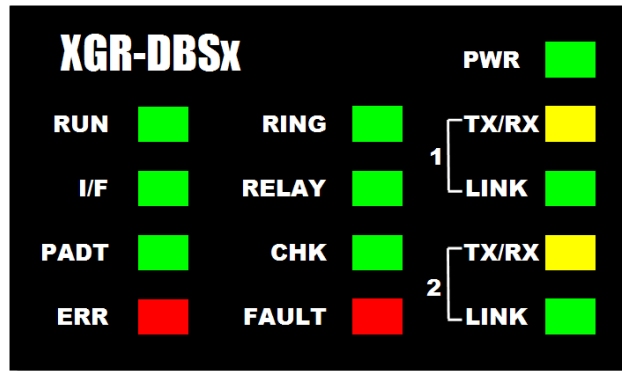 XGR-DBSx PWR
RUN RING TX/RX
1
I/F RELAY LINK
PADT CHK TX/RX
2
ERR FAULT LINK